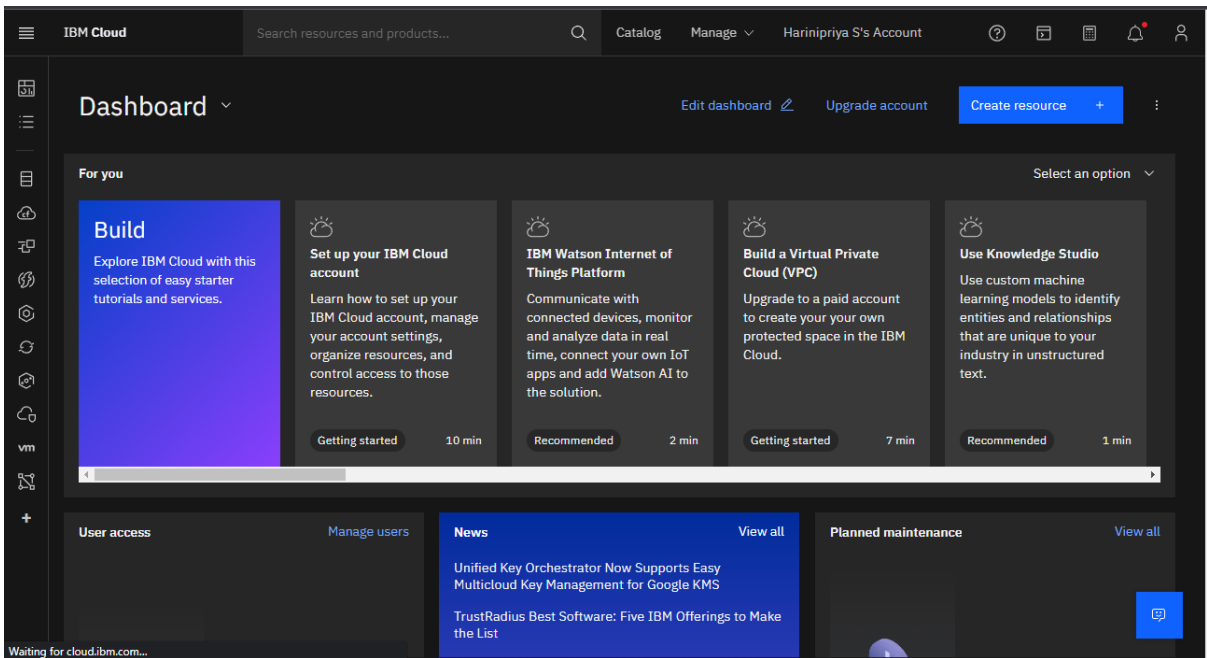 IBM Cloud
Search resources and products...
Catalog
Manage
Harinipriya S's Account
Dashboard
Edit dashboard
Upgrade account
Create resource +
For you
Select an option
Build
Explore IBM Cloud with this
selection of easy starter
tutorials and services.
Set up your IBM Cloud
account
Learn how to set up your
IBM Cloud account, manage
your account settings,
organize resources, and
control access to those
resources.
Getting started
10 min
IBM Watson Internet of
Things Platform
Communicate with
connected devices, monitor
and analyze data in real
time, connect your own IoT
apps and add Watson AI to
the solution.
Recommended
2 min
Build a Virtual Private
Cloud (VPC)
Upgrade to a paid account
to create your your own
protected space in the IBM
Cloud.
Getting started
7 min
Use Knowledge Studio
Use custom machine
learning models to identify
entities and relationships
that are unique to your
industry in unstructured
text.
Recommended
1 min
vm
User access
Manage users
News
View all
Unified Key Orchestrator Now Supports Easy
Multicloud Key Management for Google KMS
TrustRadius Best Software: Five IBM Offerings to Make
the List
Planned maintenance
View all
Waiting for cloud.ibm.com...